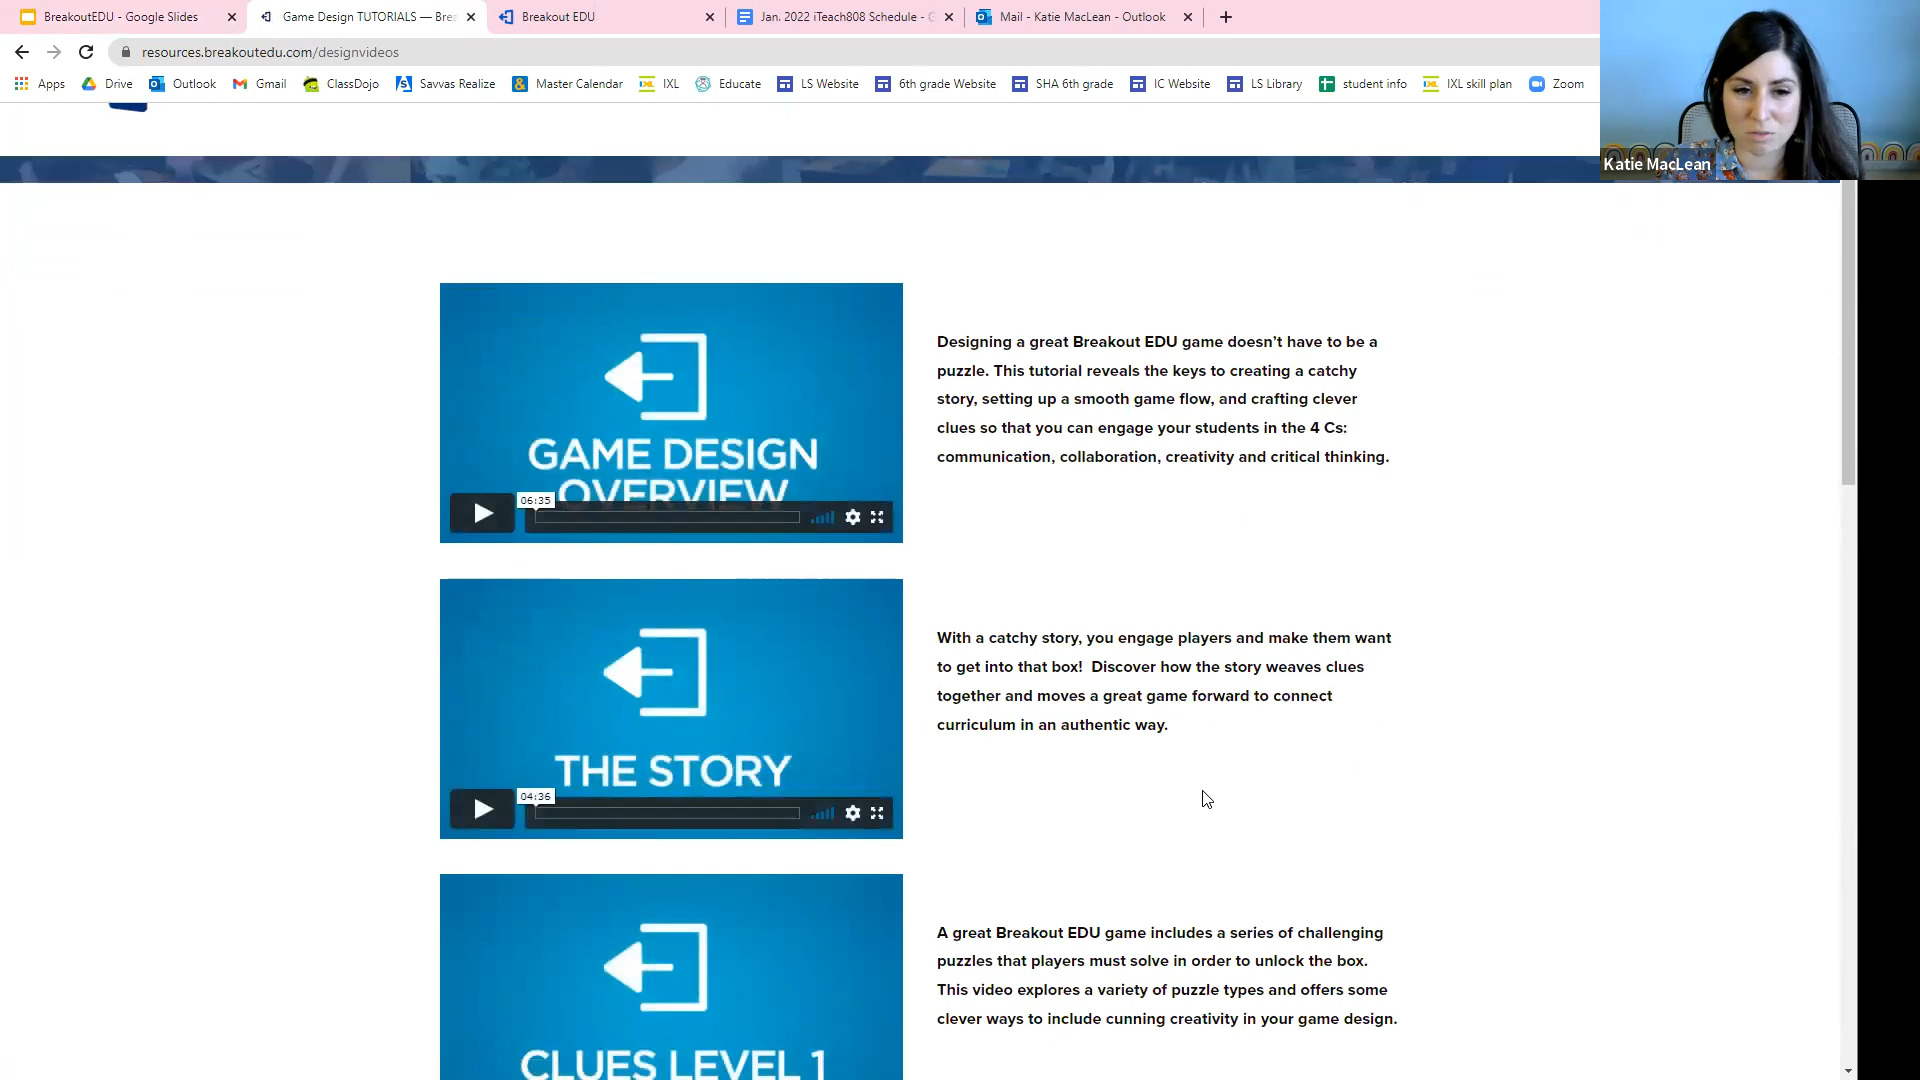 BreakoutEDU - Google Slides
Game Design TUTORIALS — Brea
Breakout EDU
Jan. 2022 iTeach808 Schedule - G
Mail - Katie MacLean - Outlook
resources.breakoutedu.com/designvideos
Apps
Drive
Outlook
Gmail
ClassDojo
Savvas Realize
Master Calendar
IXL
Educate
LS Website
6th grade Website
SHA 6th grade
IC Website
LS Library
student info
IXL skill plan
Zoom
Katie MacLean
GAME DESIGN
OVERVIEW
06:35
Designing a great Breakout EDU game doesn’t have to be a
puzzle. This tutorial reveals the keys to creating a catchy
story, setting up a smooth game flow, and crafting clever
clues so that you can engage your students in the 4 Cs:
communication, collaboration, creativity and critical thinking.
THE STORY
04:36
With a catchy story, you engage players and make them want
to get into that box!  Discover how the story weaves clues
together and moves a great game forward to connect
curriculum in an authentic way.
CLUES LEVEL 1
A great Breakout EDU game includes a series of challenging
puzzles that players must solve in order to unlock the box.
This video explores a variety of puzzle types and offers some
clever ways to include cunning creativity in your game design.